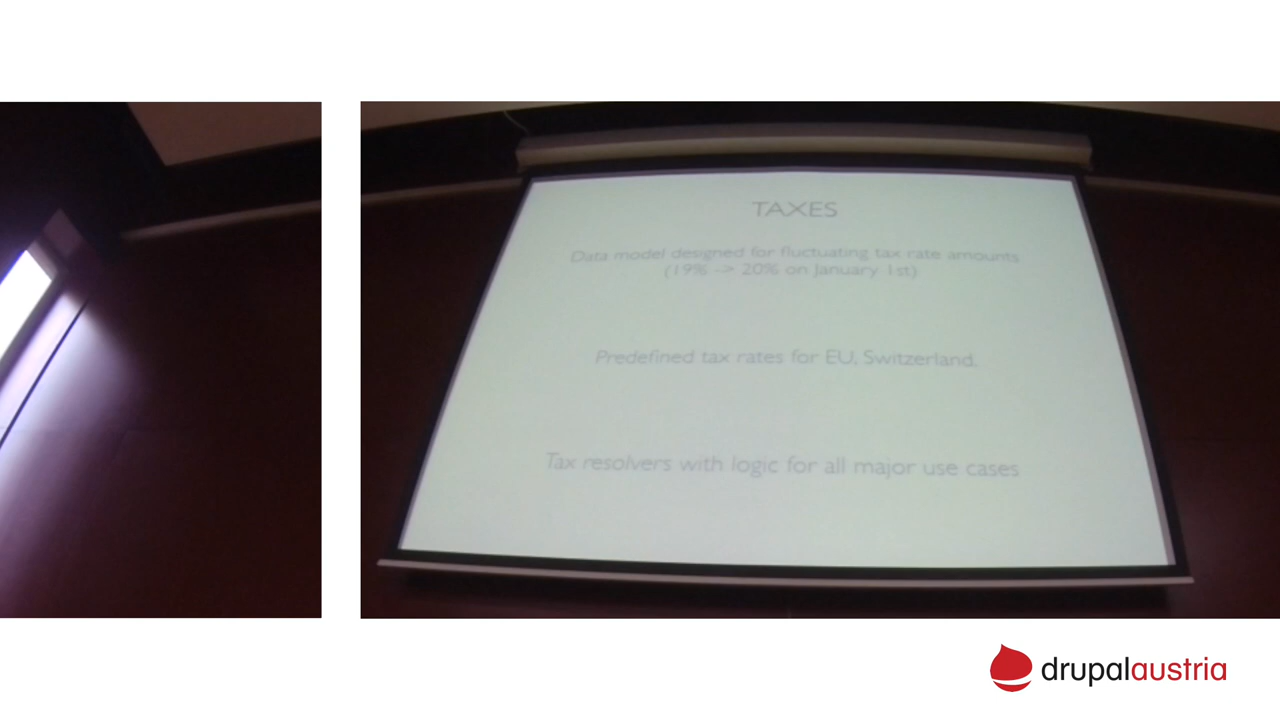 TAXES
Data model designed for fluctuating tax rate amounts
(19% -> 20% on January 1st)
Predefined tax rates for EU, Switzerland.
Tax resolvers with logic for all major use cases
drupalaustria